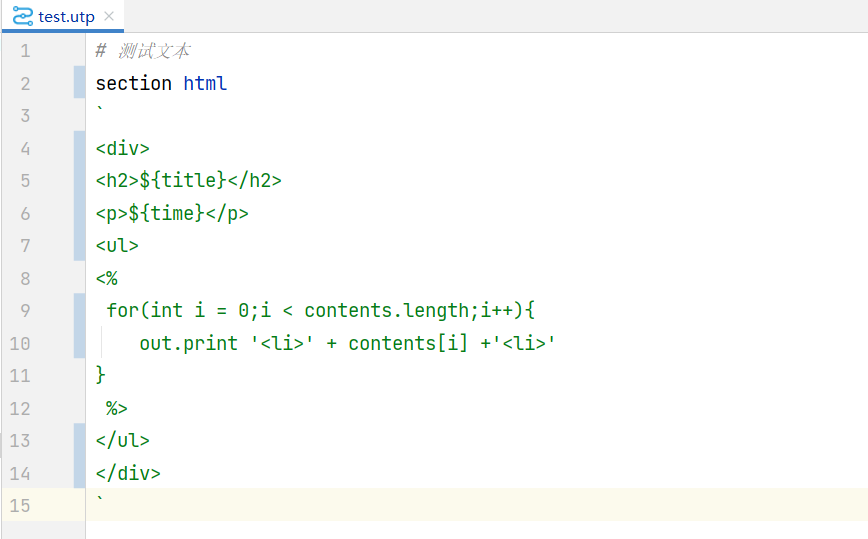 test.utp
1 # 测试文本
2 section html
3 `
4 <div>
5 <h2>${title}</h2>
6 <p>${time}</p>
7 <ul>
8 <%
9  for(int i = 0;i < contents.length;i++){
10     out.print '<li>' + contents[i] +'<li>'
11 }
12  %>
13 </ul>
14 </div>
15 `